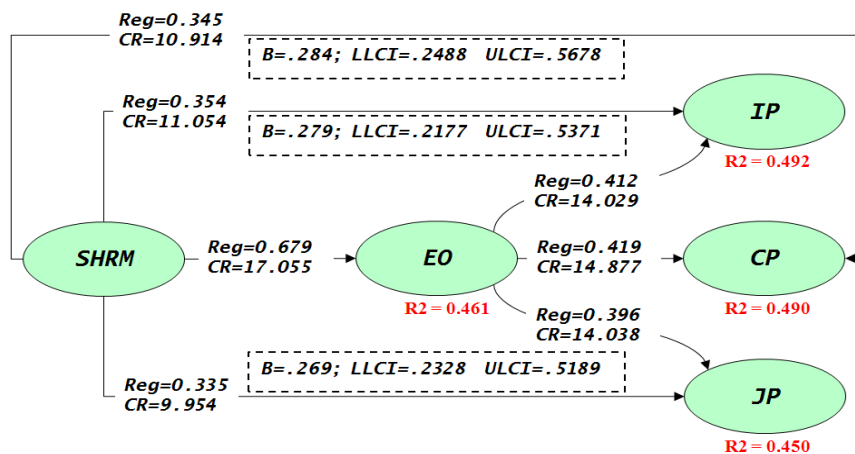 Reg=0.345
CR=10.914
B=.284; LLCI=.2488 ULCI=.5678
Reg=0.354
CR=11.054
IP
B=.279; LLCI=.2177 ULCI=.5371
R2 = 0.492
Reg=0.412
CR=14.029
SHRM
Reg=0.679
CR=17.055
EO
R2 = 0.461
Reg=0.419
CR=14.877
CP
R2 = 0.490
Reg=0.396
CR=14.038
B=.269; LLCI=.2328 ULCI=.5189
Reg=0.335
CR=9.954
JP
R2 = 0.450